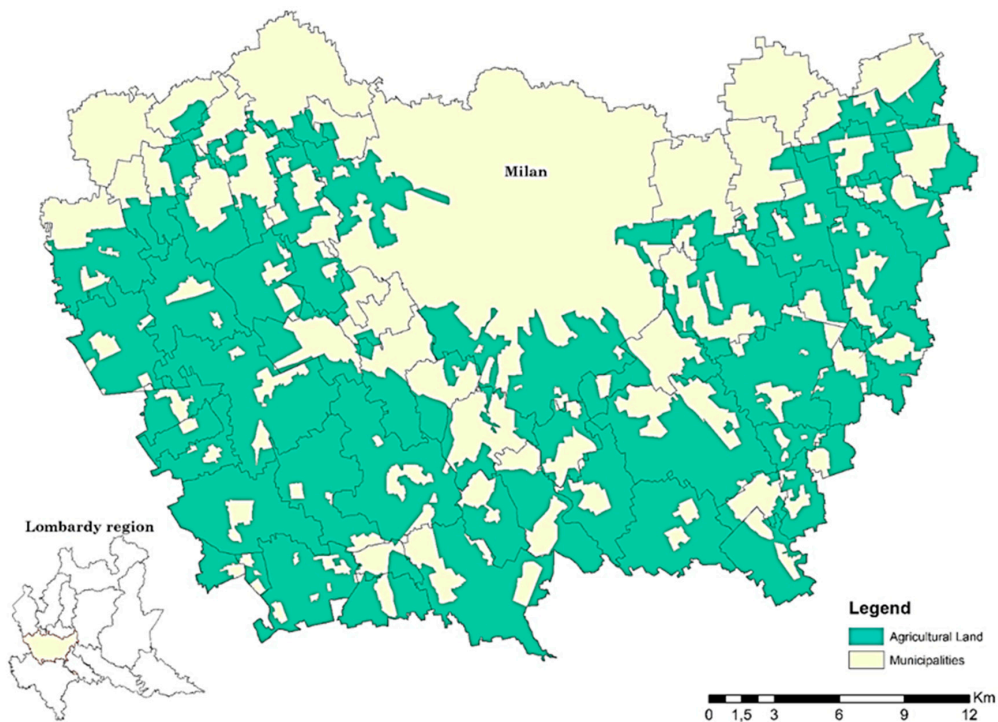 Milan
Lombardy region
Legend
Agricultural Land
Municipalities
Km
0 1,5 3 6 9 12